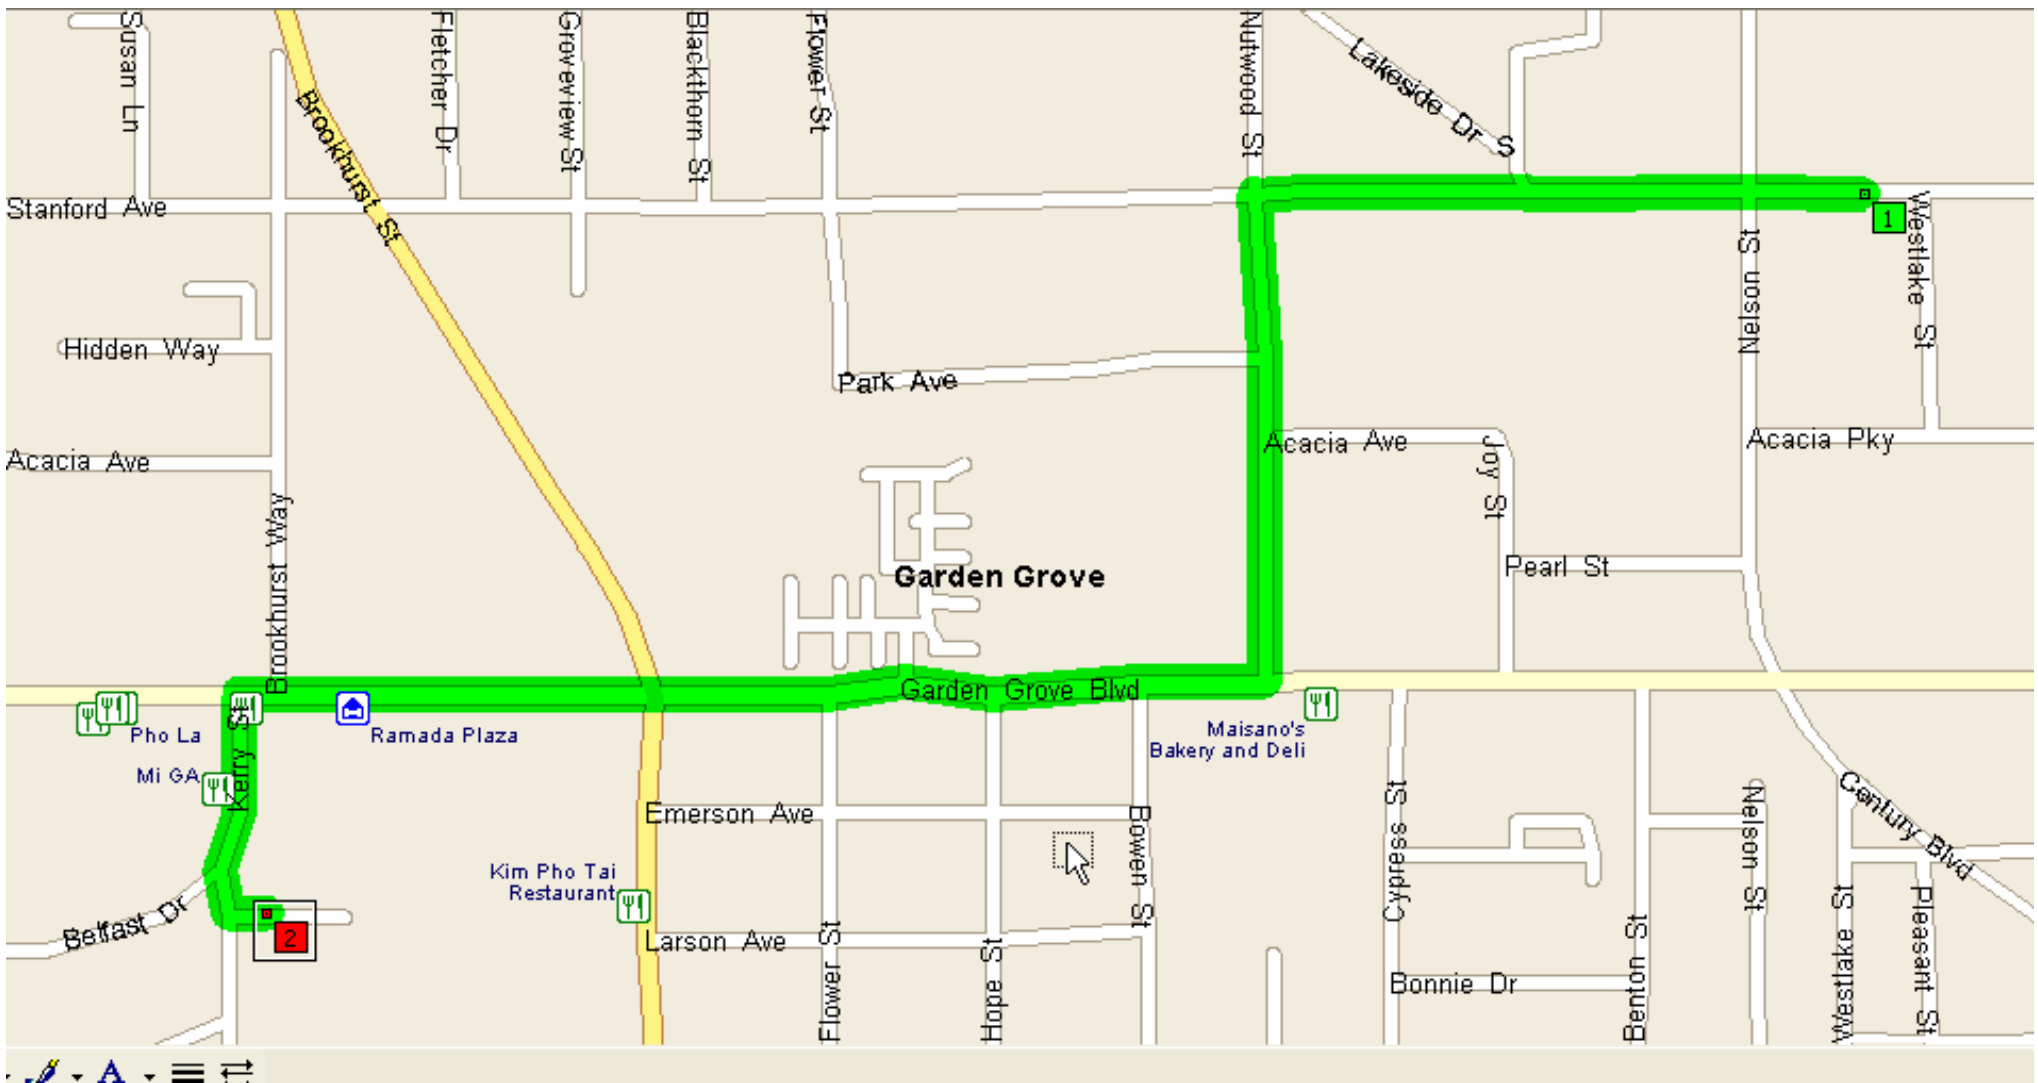 Susan Ln
Fletcher Dr
Groveview St
Blackthorn St
Flower St
Nutwood St
Lakeside Dr S
Brookhurst St
Stanford Ave
1
Westlake St
Nelson St
Hidden Way
Park Ave
Acacia Ave
Acacia Ave
Joy St
Acacia Pky
Brookhurst Way
Garden Grove
Pearl St
Garden Grove Blvd
Pho La
Kerry St
Ramada Plaza
Maisano's
Bakery and Deli
Mi GA
Emerson Ave
Bowen St
Cypress St
Nelson St
Century Blvd
Kim Pho Tai
Restaurant
Belfast Dr
2
Larson Ave
Flower St
Hope St
Bonnie Dr
Benton St
Westlake St
Pleasant St
A